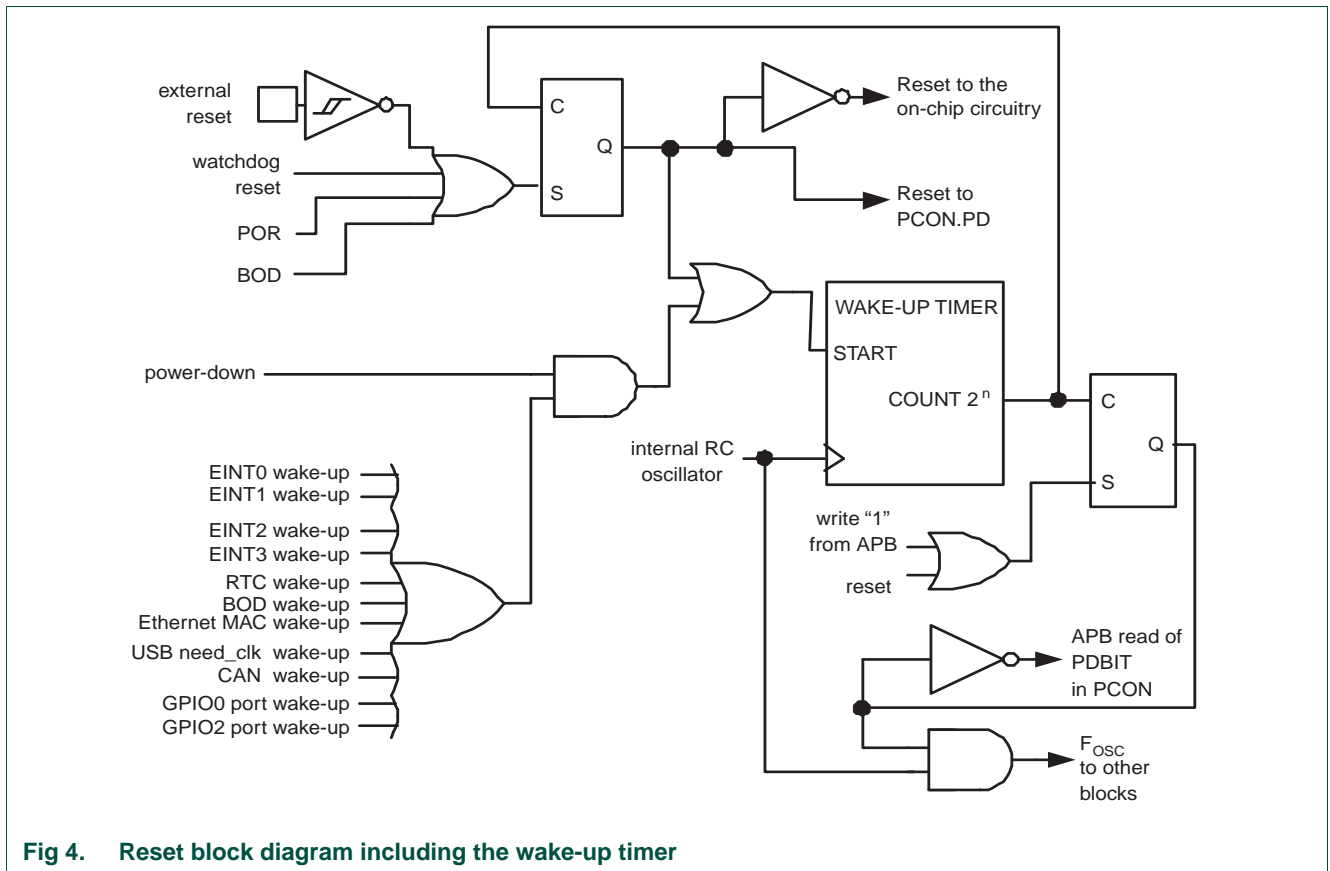 external
reset
watchdog
reset
POR
BOD
C
Q
S
Reset to the
on-chip circuitry
Reset to
PCON.PD
WAKE-UP TIMER
START
COUNT 2ⁿ
power-down
internal RC
oscillator
C
Q
S
EINT0 wake-up
EINT1 wake-up
EINT2 wake-up
EINT3 wake-up
RTC wake-up
BOD wake-up
Ethernet MAC wake-up
USB need_clk wake-up
CAN wake-up
GPIO0 port wake-up
GPIO2 port wake-up
write “1”
from APB
reset
APB read of
PDBIT
in PCON
FOSC
to other
blocks
Fig 4. Reset block diagram including the wake-up timer